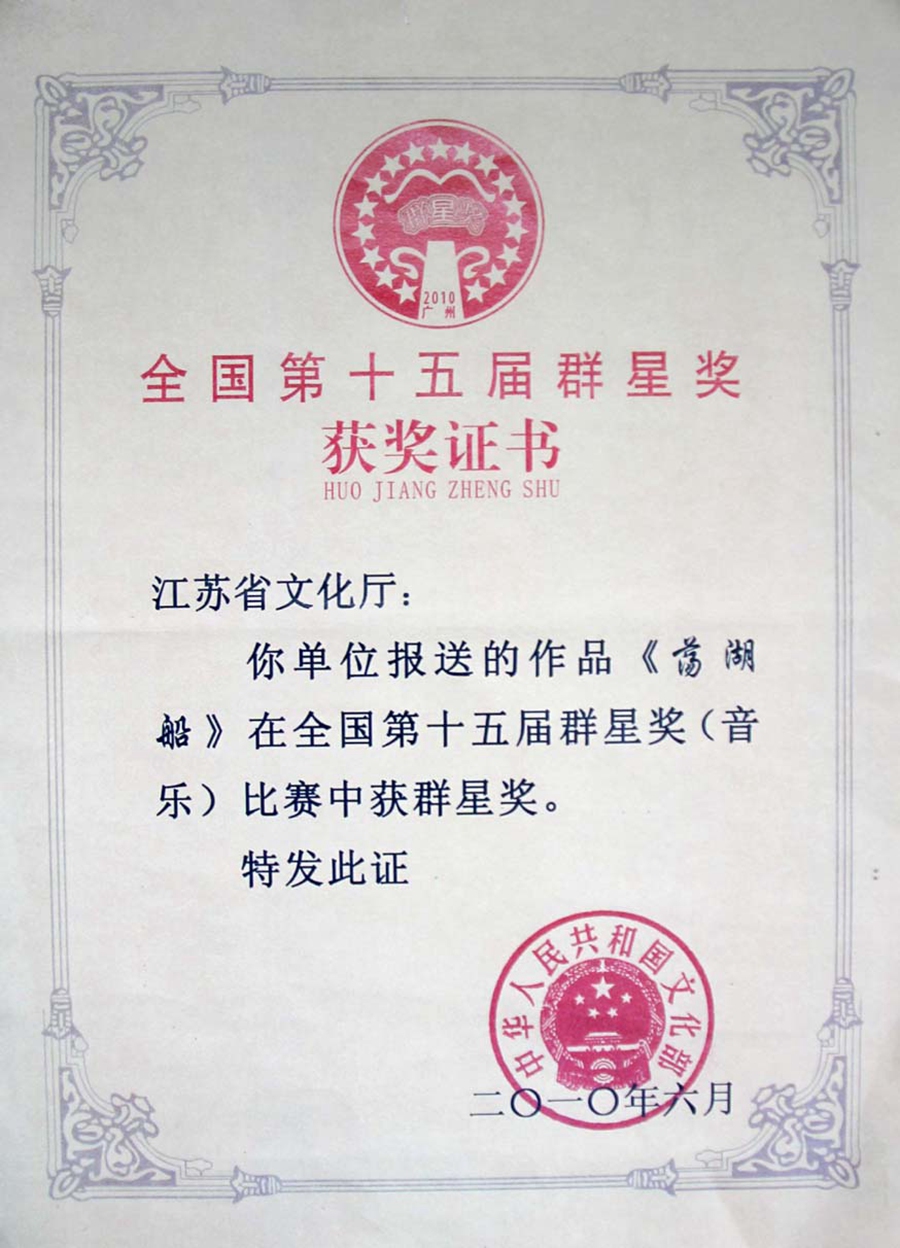 群星奖
2010
广州
全国第十五届群星奖
获奖证书
HUO JIANG ZHENG SHU
江苏省文化厅：
你单位报送的作品《荡湖
船》在全国第十五届群星奖（音
乐）比赛中获群星奖。
特发此证
中华人民共和国文化部
二〇一〇年六月